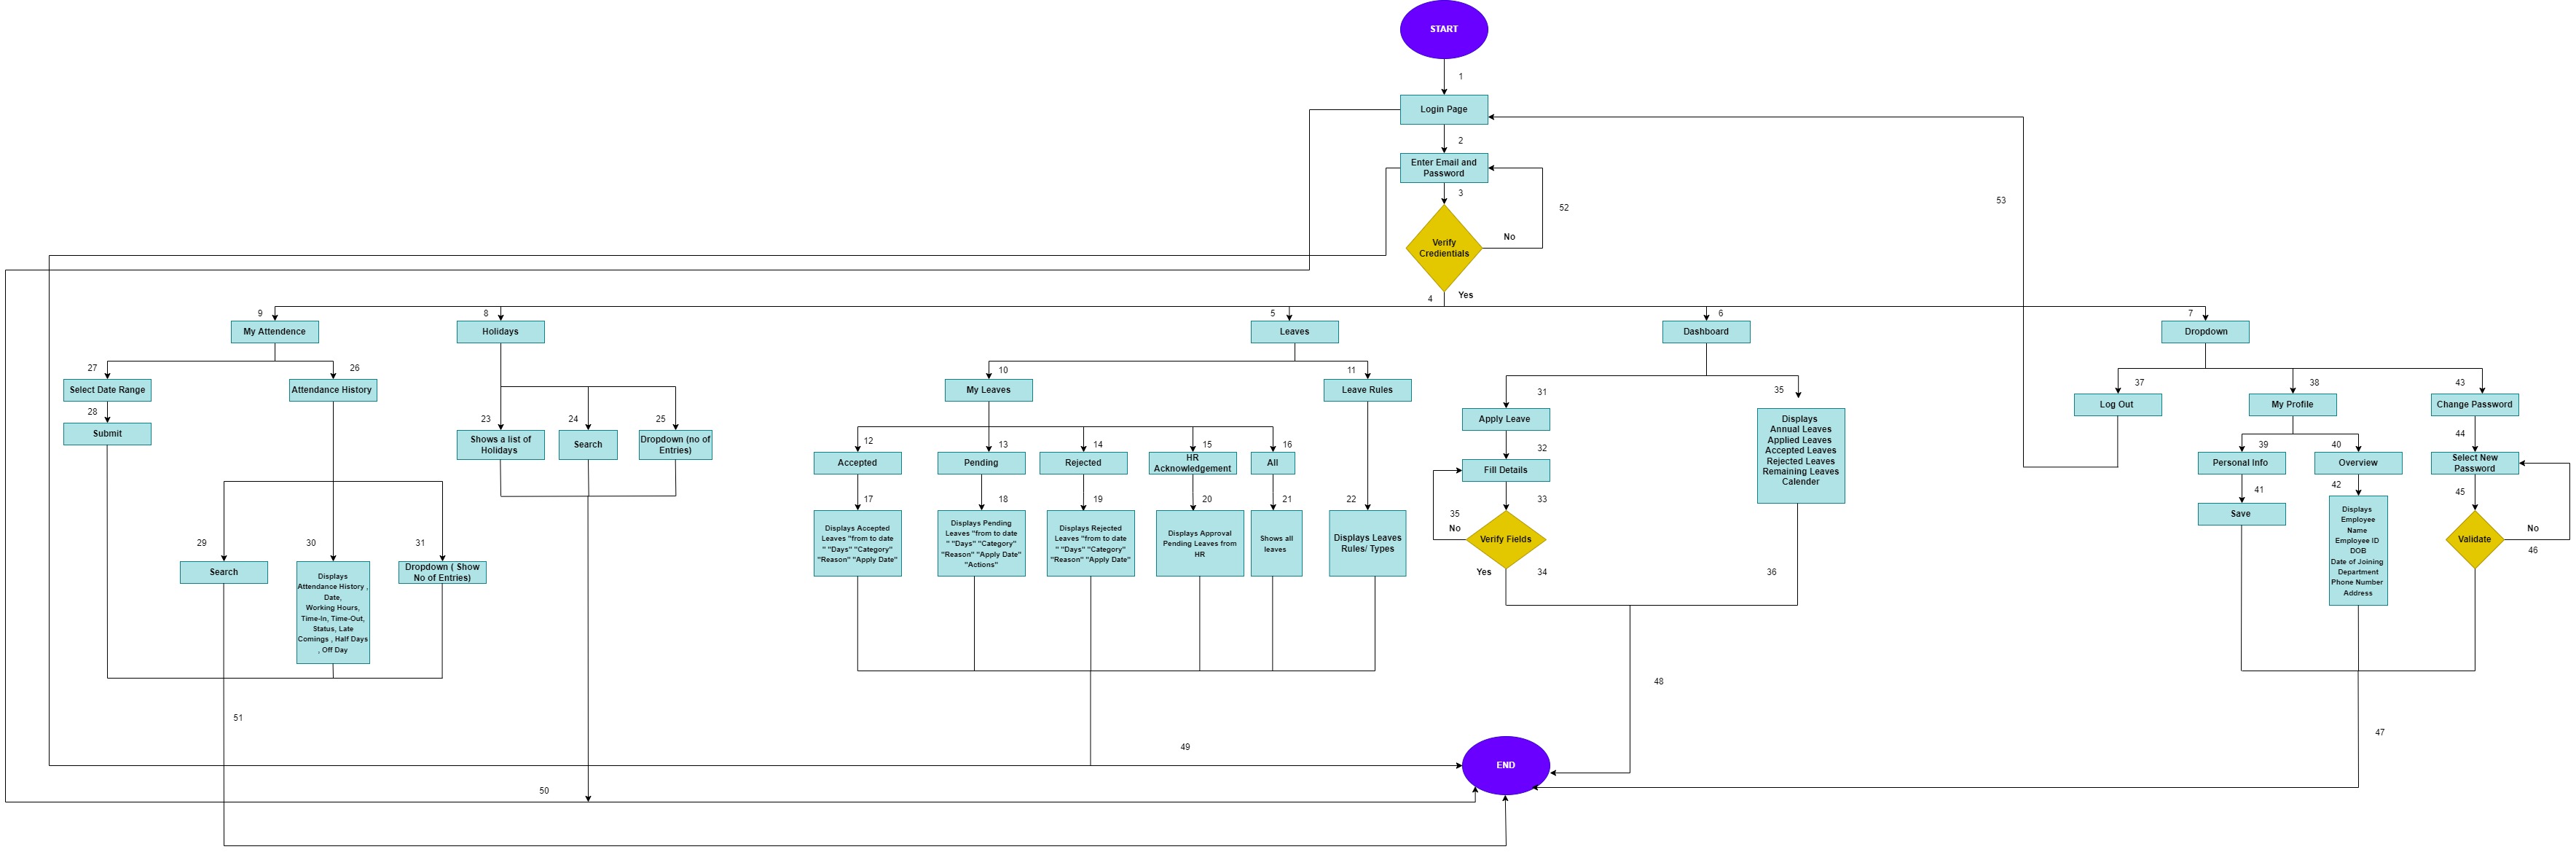 START
1
Login Page
2
Enter Email and
Password
3
52
53
Verify
Credientials
No
4
Yes
9
8
5
6
7
My Attendence
Holidays
Leaves
Dashboard
Dropdown
27
26
10
11
31
35
37
38
43
Select Date Range
Attendance History
My Leaves
Leave Rules
Apply Leave
Log Out
My Profile
Change Password
28
Submit
23
24
25
Shows a list of
Holidays
Search
Dropdown (no of
Entries)
12
13
14
15
16
Accepted
Pending
Rejected
HR
Acknowledgement
All
32
Fill Details
Displays
Annual Leaves
Applied Leaves
Accepted Leaves
Rejected Leaves
Remaining Leaves
Calender
39
40
44
Personal Info
Overview
Select New
Password
17
18
19
20
21
22
33
41
42
45
Displays Accepted
Leaves "from to date
" "Days" "Category"
"Reason" "Apply Date"
Displays Pending
Leaves "from to date
" "Days" "Category"
"Reason" "Apply Date"
"Actions"
Displays Rejected
Leaves "from to date
" "Days" "Category"
"Reason" "Apply Date"
Displays Approval
Pending Leaves from
HR
Shows all
leaves
Displays Leaves
Rules/ Types
35
No
Verify Fields
Yes
34
36
Save
Displays
Employee
Name
Employee ID
DOB
Date of Joining
Department
Phone Number
Address
Validate
No
46
29
30
31
Search
Displays
Attendance History ,
Date,
Working Hours,
Time-In, Time-Out,
Status, Late
Comings , Half Days
, Off Day
Dropdown ( Show
No of Entries)
51
48
47
49
END
50